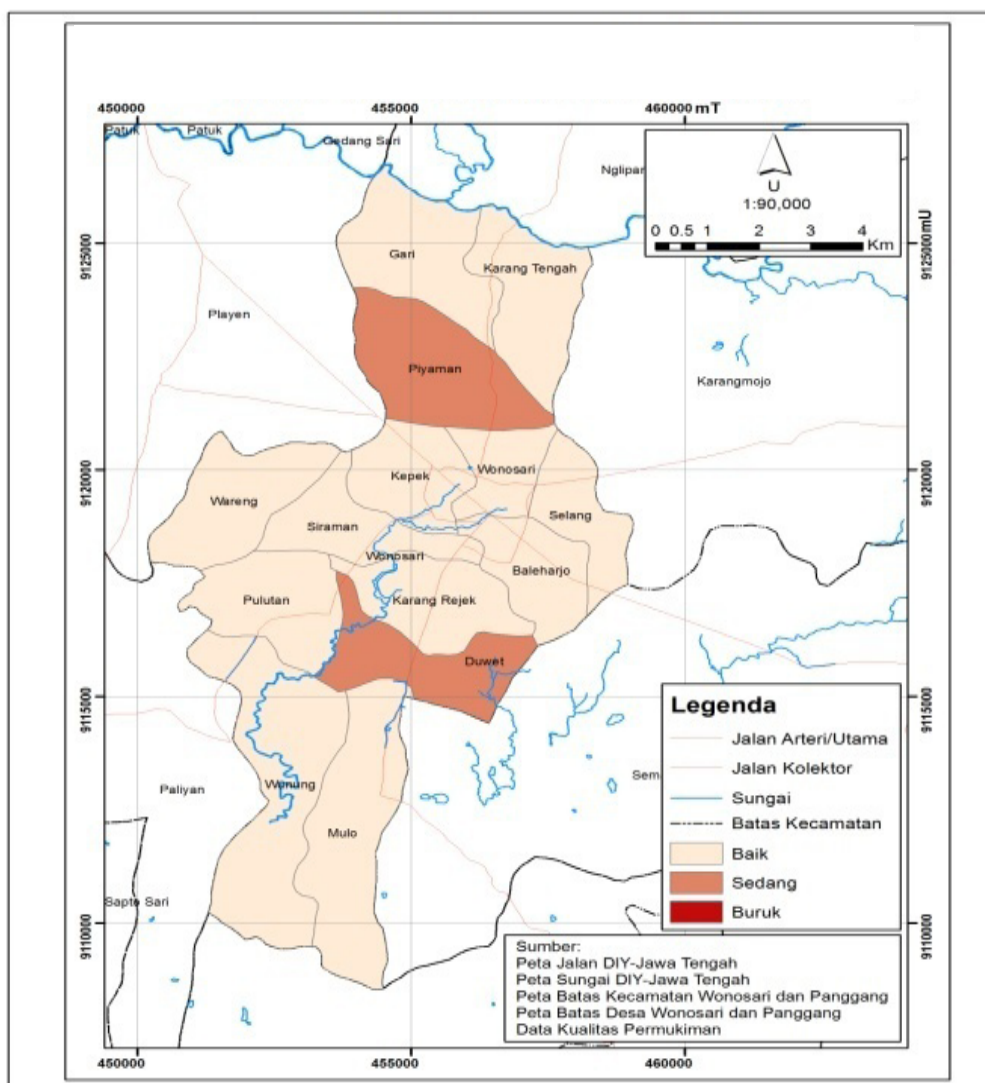 450000 455000 460000 mT
Patuk Patuk
Gedang Sari
U
1:90,000
0 0.5 1 2 3 4
Km
9125000 9125000 mU
Gari
Karang Tengah
Playen
Piyaman
Karangmojo
9120000 9120000
Kepek
Wonosari
Wareng
Siraman
Selang
Wonosari
Baleharjo
Pulutan
Karang Rejek
Duwet
9115000 9115000
Legenda
Jalan Arteri/Utama
Jalan Kolektor
Sungai
Batas Kecamatan
Baik
Sedang
Buruk
Paliyan
Wunung
Mulo
Sapto Sari
9110000 9110000
Sumber:
Peta Jalan DIY-Jawa Tengah
Peta Sungai DIY-Jawa Tengah
Peta Batas Kecamatan Wonosari dan Panggang
Peta Batas Desa Wonosari dan Panggang
Data Kualitas Permukiman
450000 455000 460000